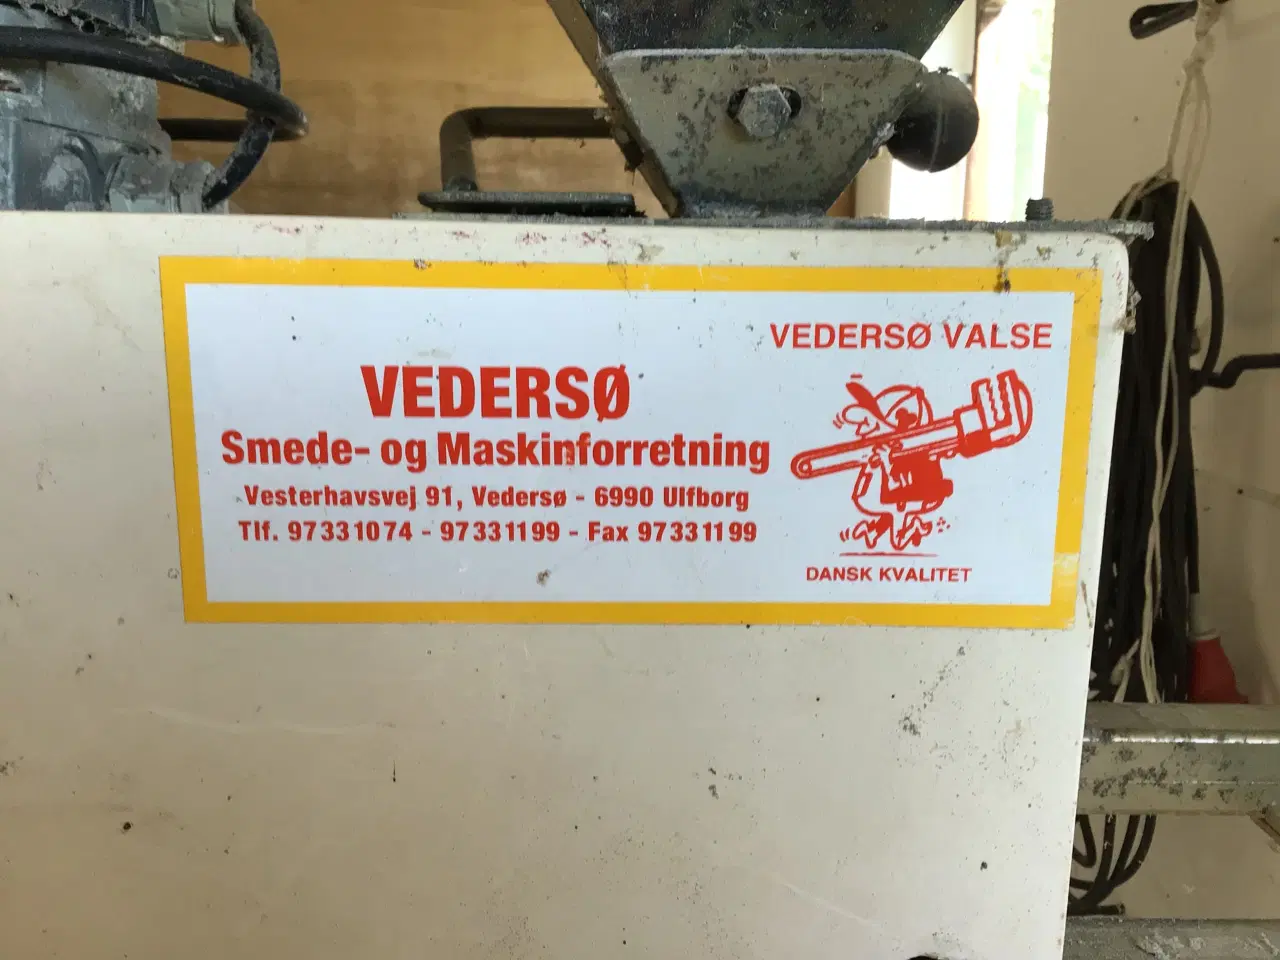 VEDERSØ VALSE
VEDERSØ
Smede- og Maskinforretning
Vesterhavsvej 91, Vedersø - 6990 Ulfborg
Tlf. 97331074 - 97331199 - Fax 97331199
DANSK KVALITET